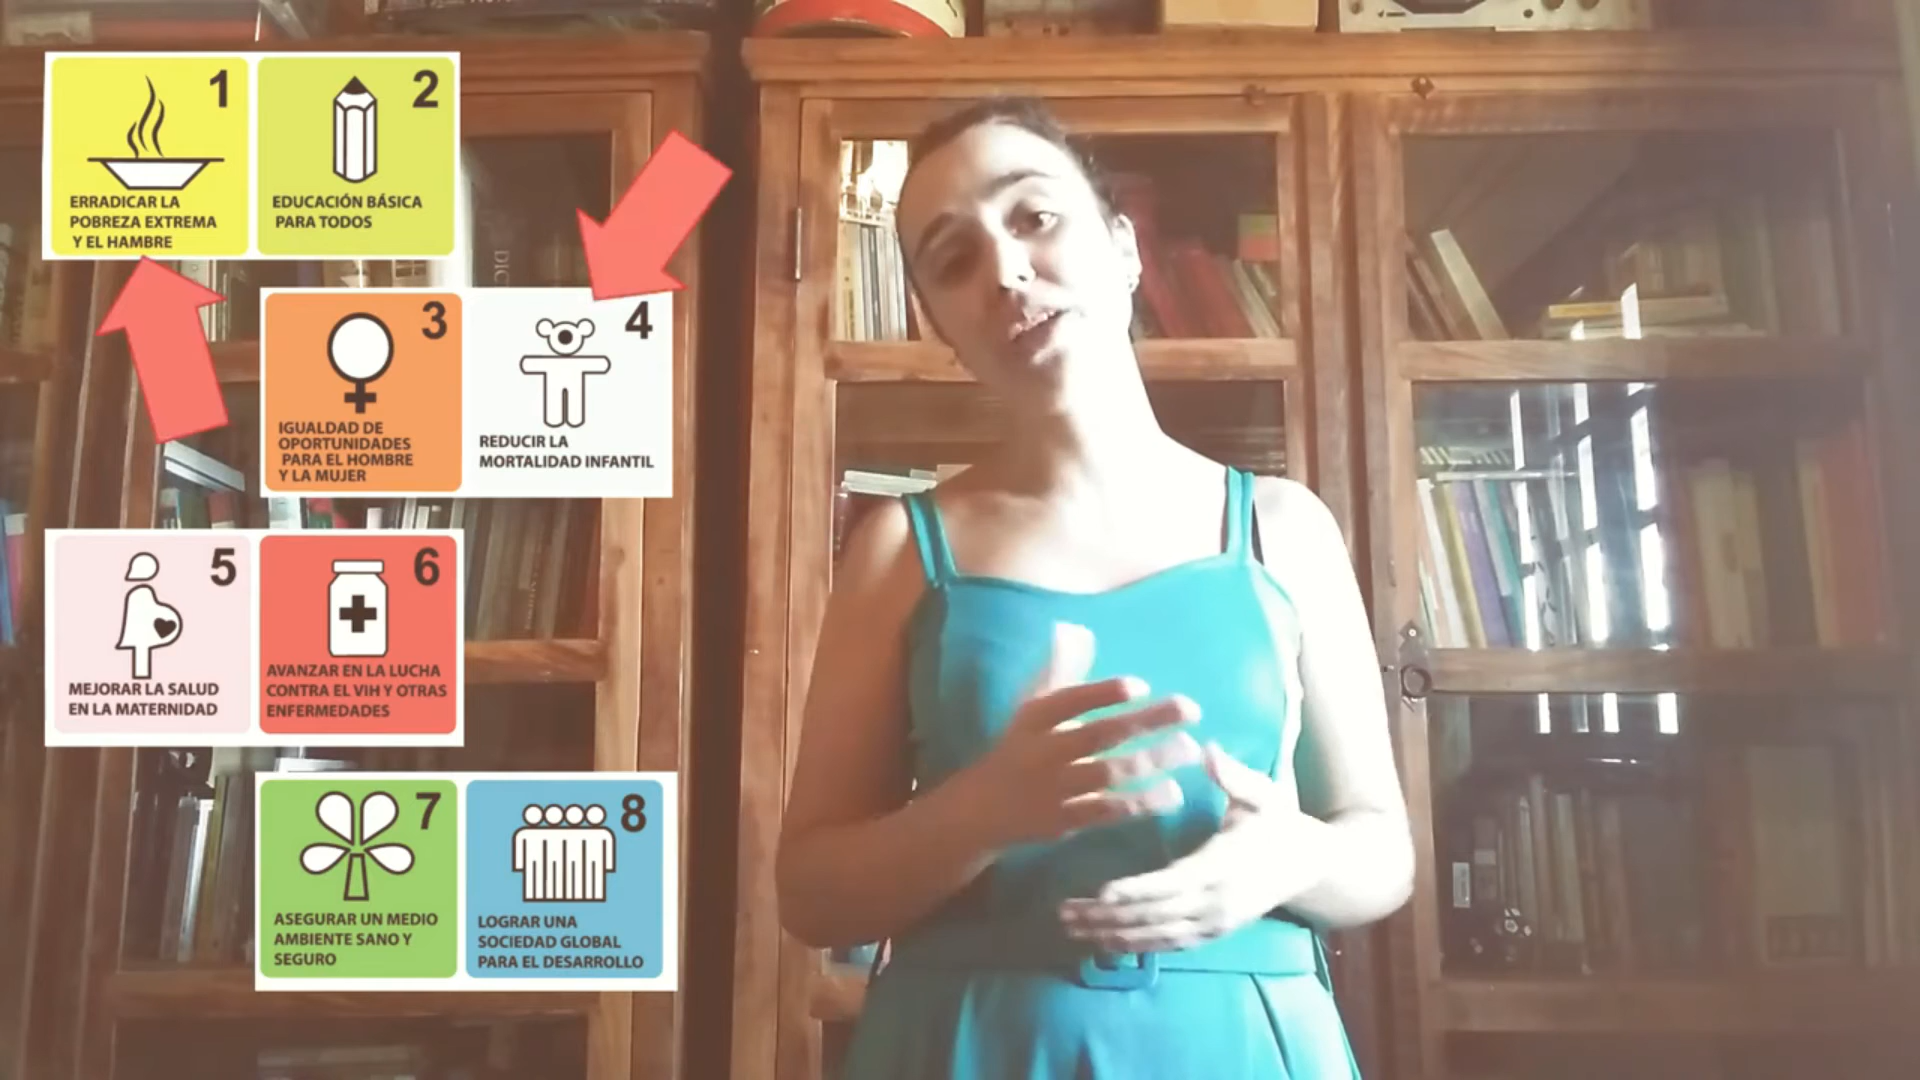 1
ERRADICAR LA
POBREZA EXTREMA
Y EL HAMBRE
2
EDUCACIÓN BÁSICA
PARA TODOS
3
IGUALDAD DE
OPORTUNIDADES
PARA EL HOMBRE
Y LA MUJER
4
REDUCIR LA
MORTALIDAD INFANTIL
5
MEJORAR LA SALUD
EN LA MATERNIDAD
6
AVANZAR EN LA LUCHA
CONTRA EL VIH Y OTRAS
ENFERMEDADES
7
ASEGURAR UN MEDIO
AMBIENTE SANO Y
SEGURO
8
LOGRAR UNA
SOCIEDAD GLOBAL
PARA EL DESARROLLO